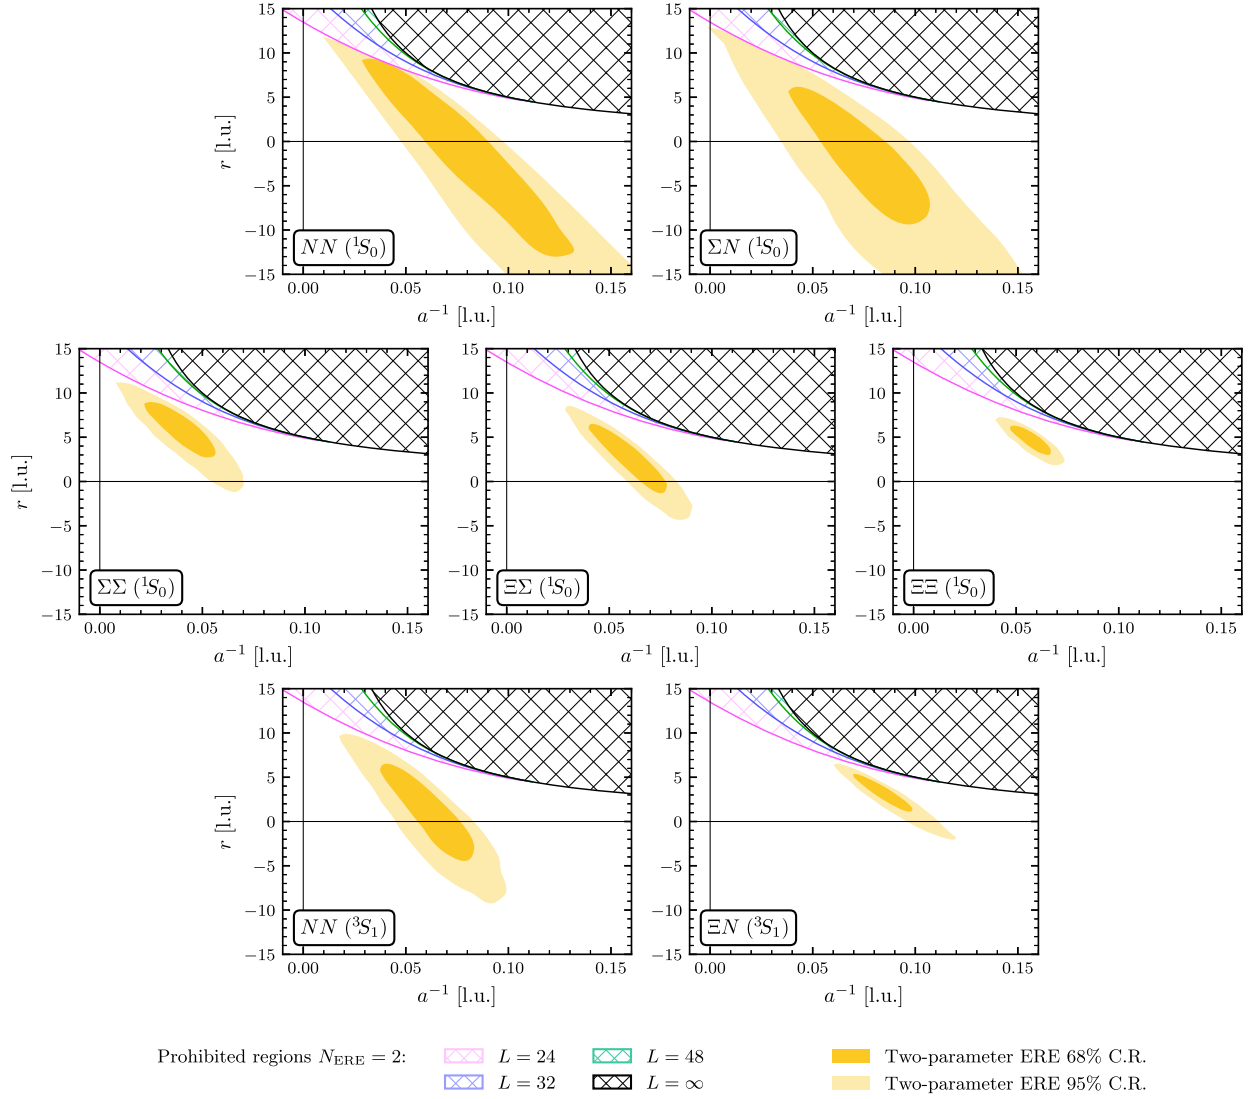 15
10
5
0
−5
−10
−15
r [l.u.]
NN (¹S₀)
0.00 0.05 0.10 0.15
a⁻¹ [l.u.]
15
10
5
0
−5
−10
−15
r [l.u.]
ΣN (¹S₀)
0.00 0.05 0.10 0.15
a⁻¹ [l.u.]
15
10
5
0
−5
−10
−15
r [l.u.]
ΣΣ (¹S₀)
0.00 0.05 0.10 0.15
a⁻¹ [l.u.]
15
10
5
0
−5
−10
−15
ΞΣ (¹S₀)
0.00 0.05 0.10 0.15
a⁻¹ [l.u.]
15
10
5
0
−5
−10
−15
ΞΞ (¹S₀)
0.00 0.05 0.10 0.15
a⁻¹ [l.u.]
15
10
5
0
−5
−10
−15
r [l.u.]
NN (³S₁)
0.00 0.05 0.10 0.15
a⁻¹ [l.u.]
15
10
5
0
−5
−10
−15
ΞN (³S₁)
0.00 0.05 0.10 0.15
a⁻¹ [l.u.]
Prohibited regions N_ERE = 2:
L = 24
L = 32
L = 48
L = ∞
Two-parameter ERE 68% C.R.
Two-parameter ERE 95% C.R.